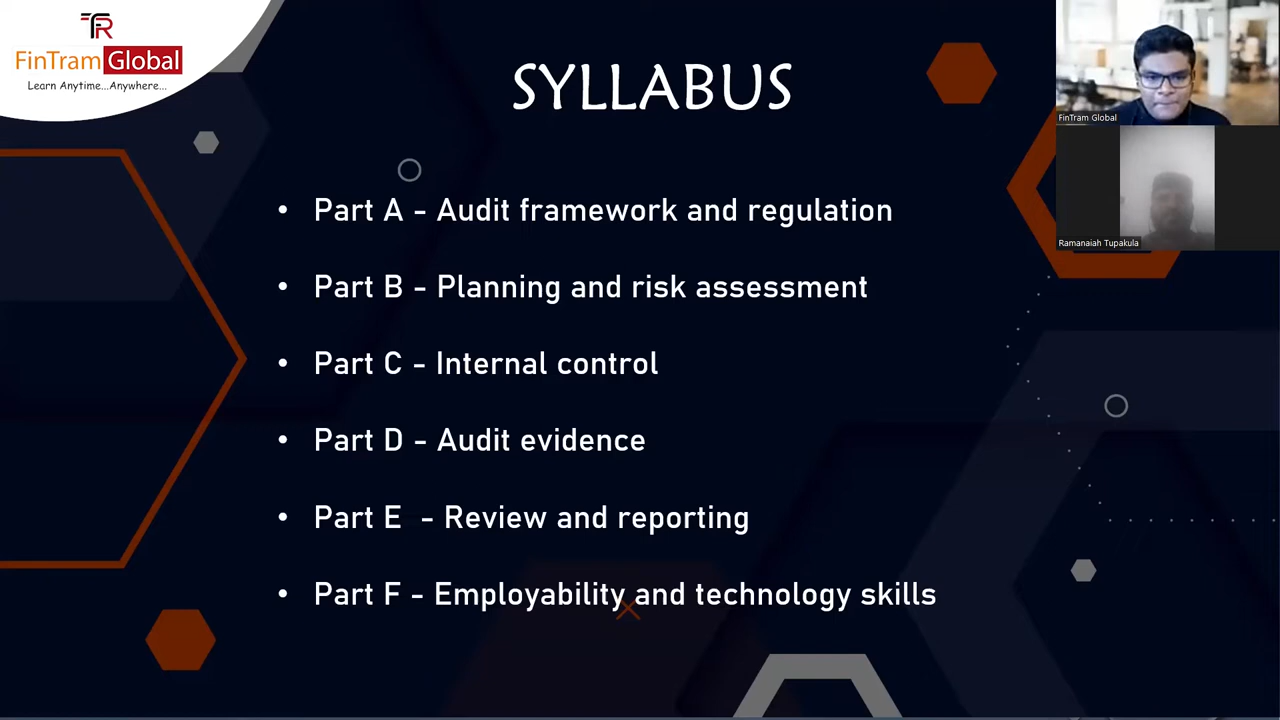 TFR
FinTram Global
Learn Anytime...Anywhere...
SYLLABUS
FinTram Global
Ramanaiah Tupakula
• Part A - Audit framework and regulation
• Part B - Planning and risk assessment
• Part C - Internal control
• Part D - Audit evidence
• Part E - Review and reporting
• Part F - Employability and technology skills